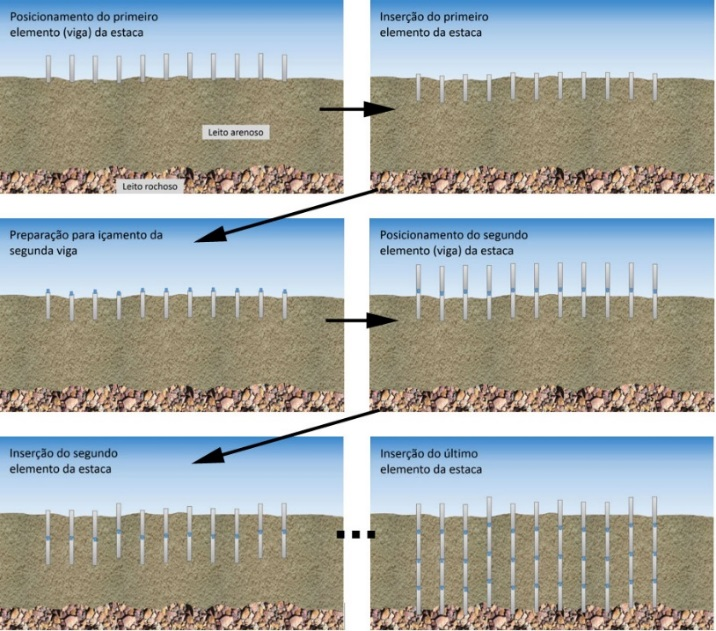 Posicionamento do primeiro
elemento (viga) da estaca
Leito arenoso
Leito rochoso
Inserção do primeiro
elemento da estaca
Preparação para içamento da
segunda viga
Posicionamento do segundo
elemento (viga) da estaca
Inserção do segundo
elemento da estaca
Inserção do último
elemento da estaca